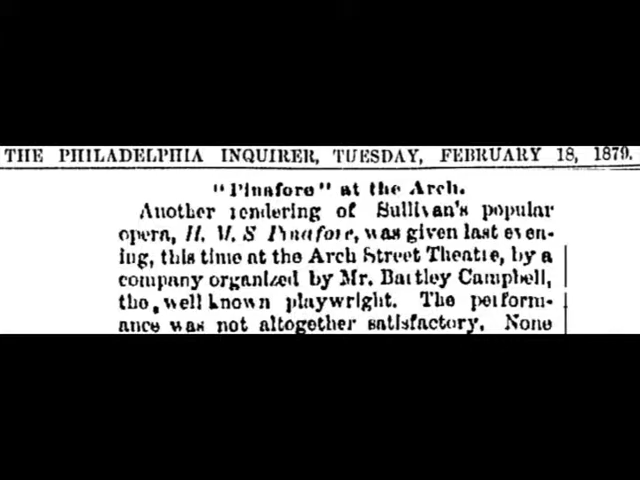 THE PHILADELPHIA INQUIRER, TUESDAY, FEBRUARY 18, 1879.
"Pinafore" at the Arch.
Another rendering of Sullivan's popular
opera, H. M. S Pinafore, was given last even-
ing, this time at the Arch Street Theatre, by a
company organized by Mr. Bartley Campbell,
the well known playwright. The perform-
ance was not altogether satisfactory. None